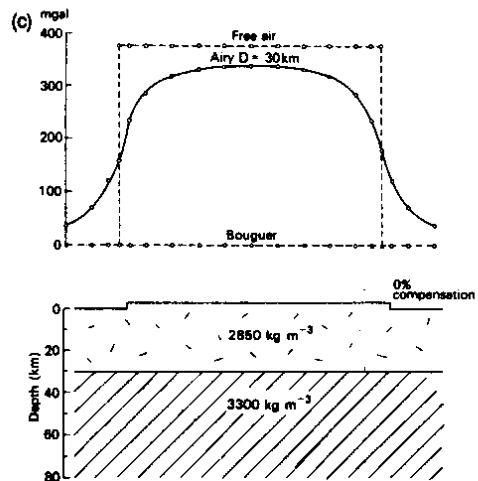 (c) mgal
400
Free air
Airy D = 30km
300
200
100
Bouguer
0
0%
compensation
0
2850 kg m⁻³
20
3300 kg m⁻³
40
60
80
Depth (km)